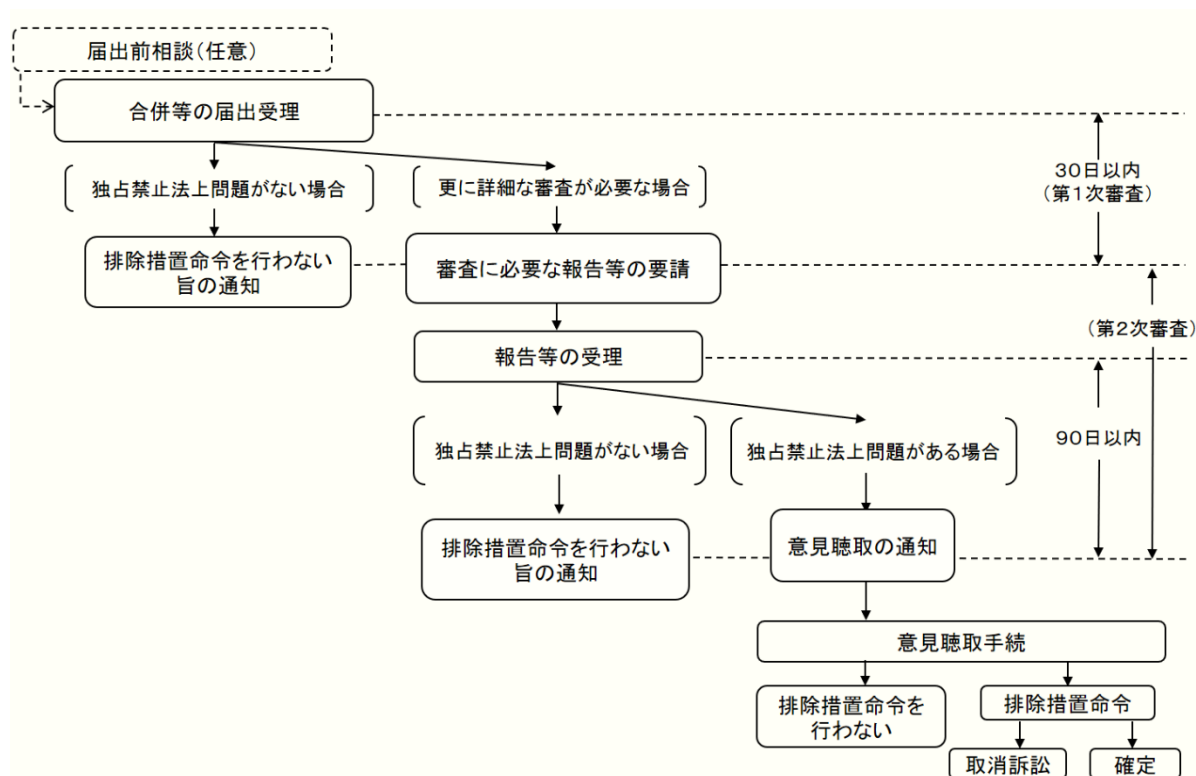 届出前相談(任意)
合併等の届出受理
独占禁止法上問題がない場合
更に詳細な審査が必要な場合
30日以内
(第1次審査)
排除措置命令を行わない
旨の通知
審査に必要な報告等の要請
(第2次審査)
報告等の受理
独占禁止法上問題がない場合
独占禁止法上問題がある場合
90日以内
排除措置命令を行わない
旨の通知
意見聴取の通知
意見聴取手続
排除措置命令を
行わない
排除措置命令
取消訴訟
確定